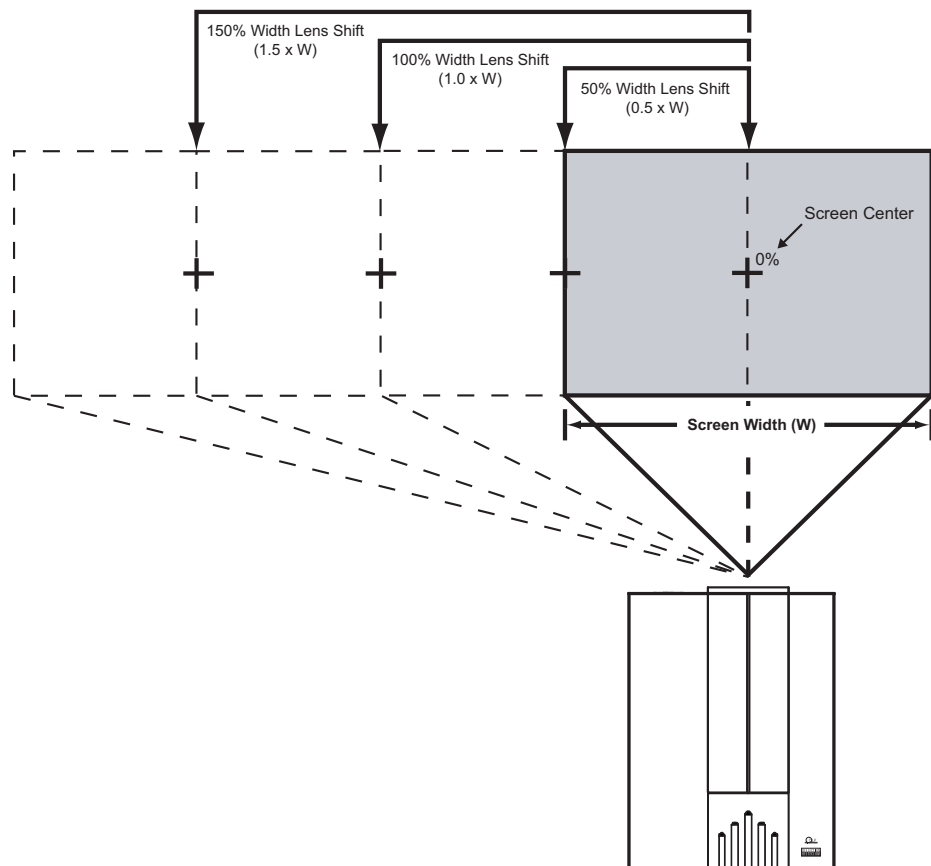 150% Width Lens Shift
(1.5 x W)
100% Width Lens Shift
(1.0 x W)
50% Width Lens Shift
(0.5 x W)
Screen Center
0%
Screen Width (W)